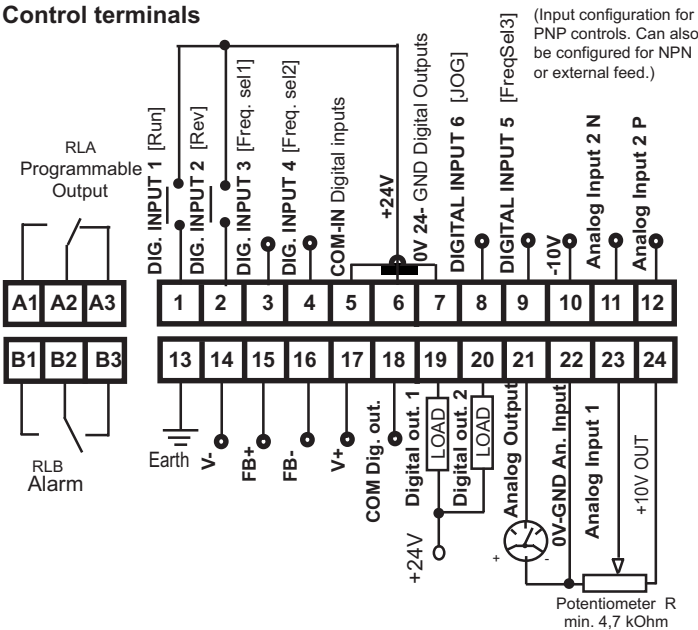 Control terminals
(Input configuration for
PNP controls. Can also
be configured for NPN
or external feed.)
RLA
Programmable
Output
DIG. INPUT 1 [Run]
DIG. INPUT 2 [Rev]
DIG. INPUT 3 [Freq. sel1]
DIG. INPUT 4 [Freq. sel2]
COM-IN Digital inputs
+24V
0V 24- GND Digital Outputs
DIGITAL INPUT 6 [JOG]
DIGITAL INPUT 5 [FreqSel3]
-10V
Analog Input 2 N
Analog Input 2 P
A1 A2 A3
1 2 3 4 5 6 7 8 9 10 11 12
B1 B2 B3
13 14 15 16 17 18 19 20 21 22 23 24
RLB
Alarm
Earth
V-
FB+
FB-
V+
COM Dig. out.
Digital out. 1
LOAD
Digital out. 2
LOAD
Analog Output
0V-GND An. Input
Analog Input 1
+10V OUT
+24V
+ -
Potentiometer R
min. 4,7 kOhm